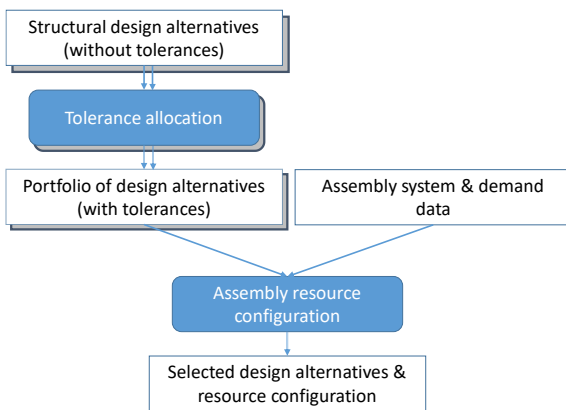 Structural design alternatives
(without tolerances)
Tolerance allocation
Portfolio of design alternatives
(with tolerances)
Assembly system & demand
data
Assembly resource
configuration
Selected design alternatives &
resource configuration